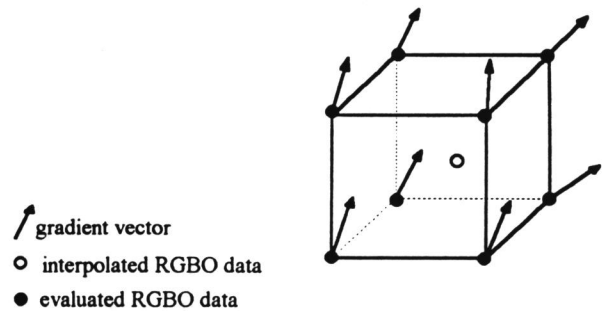 gradient vector
interpolated RGBO data
evaluated RGBO data